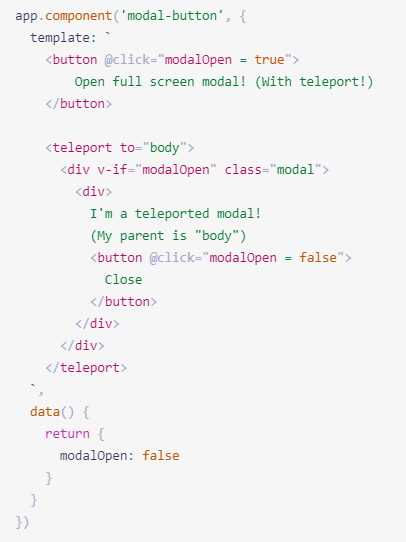 app.component('modal-button', {
  template: `
    <button @click="modalOpen = true">
        Open full screen modal! (With teleport!)
    </button>

    <teleport to="body">
      <div v-if="modalOpen" class="modal">
        <div>
          I'm a teleported modal!
          (My parent is "body")
          <button @click="modalOpen = false">
            Close
          </button>
        </div>
      </div>
    </teleport>
  `,
  data() {
    return {
      modalOpen: false
    }
  }
})